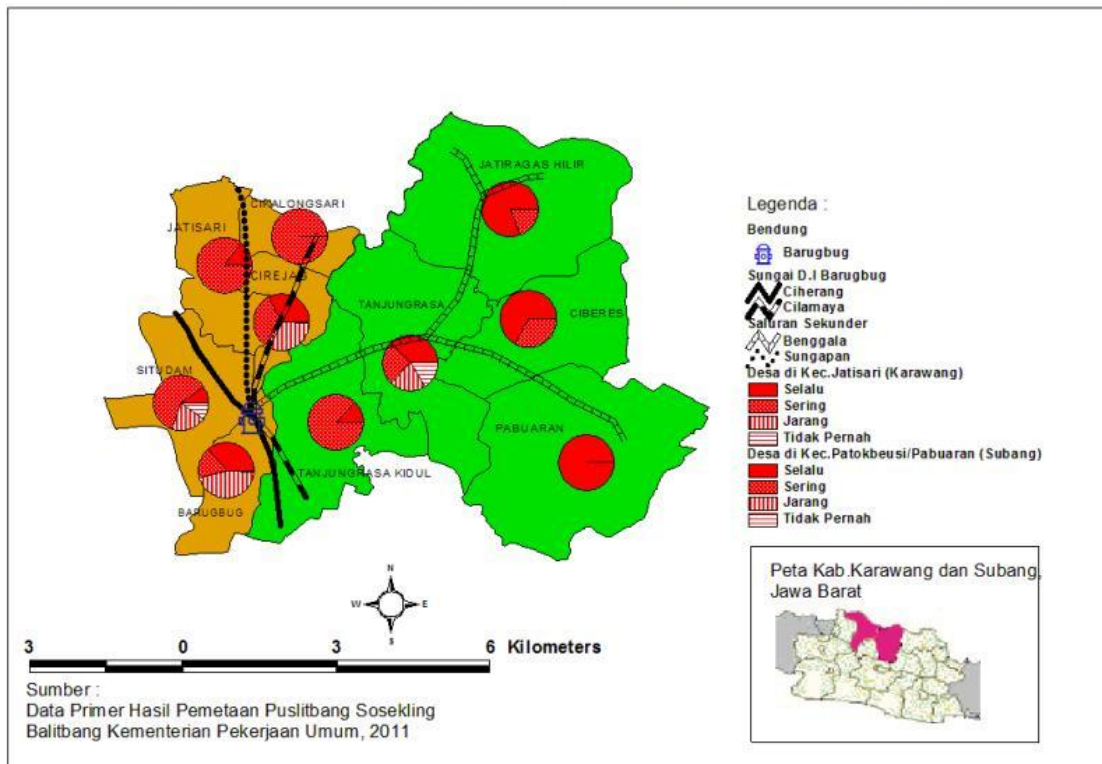 JATIRAGAS HILIR
CIKALONGSARI
JATISARI
CIREJAG
TANJUNGRASA
CIBERES
SITUDAM
PABUARAN
TANJUNGRASA KIDUL
BARUGBUG
N
W
E
S
3
0
3
6
Kilometers
Sumber :
Data Primer Hasil Pemetaan Puslitbang Sosekling
Balitbang Kementerian Pekerjaan Umum, 2011
Legenda :
Bendung
Barugbug
Sungai D.I Barugbug
Ciherang
Cilamaya
Saluran Sekunder
Benggala
Sungapan
Desa di Kec.Jatisari (Karawang)
Selalu
Sering
Jarang
Tidak Pernah
Desa di Kec.Patokbeusi/Pabuaran (Subang)
Selalu
Sering
Jarang
Tidak Pernah
Peta Kab.Karawang dan Subang,
Jawa Barat